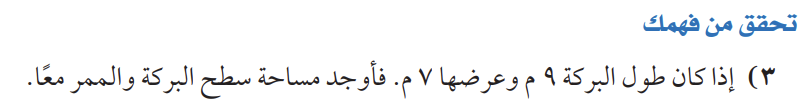 تحقق من فهمك
٣) إذا كان طول البركة ٩ م وعرضها ٧ م. فأوجد مساحة سطح البركة والممر معًا.